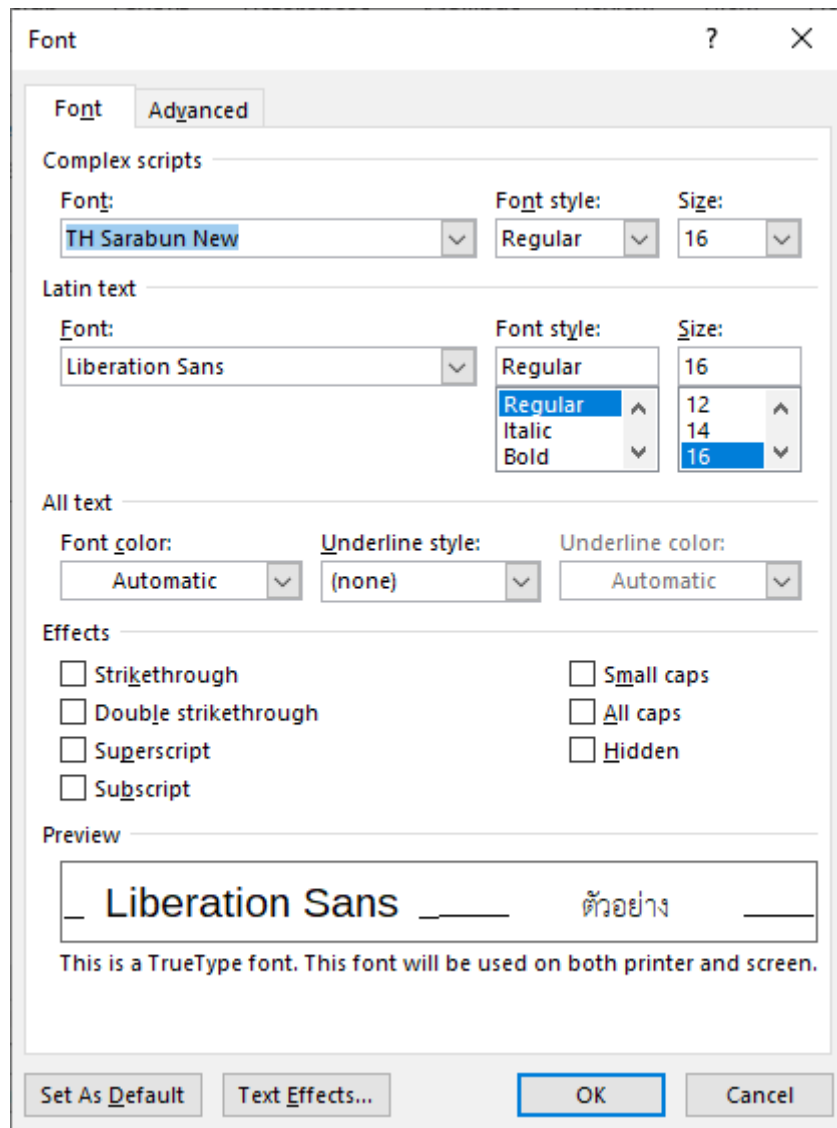 Font ?
Font Advanced
Complex scripts
Font: Font style: Size:
TH Sarabun New Regular 16
Latin text
Font: Font style: Size:
Liberation Sans Regular 16
Regular 12
Italic 14
Bold 16
All text
Font color: Underline style: Underline color:
Automatic (none) Automatic
Effects
Strikethrough Small caps
Double strikethrough All caps
Superscript Hidden
Subscript
Preview
Liberation Sans ตัวอย่าง
This is a TrueType font. This font will be used on both printer and screen.
Set As Default Text Effects... OK Cancel